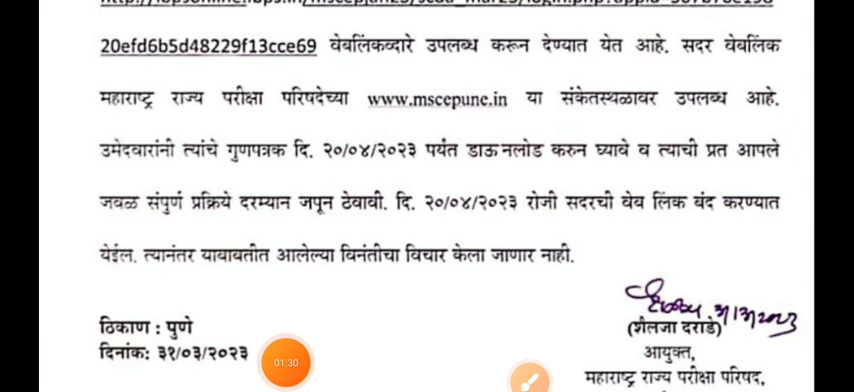 20efd6b5d48229f13cce69 वेबलिंकव्दारे उपलब्ध करून देण्यात येत आहे. सदर वेबलिंक
महाराष्ट्र राज्य परीक्षा परिषदेच्या www.mscepune.in या संकेतस्थळावर उपलब्ध आहे.
उमेदवारांनी त्यांचे गुणपत्रक दि. २०/०४/२०२३ पर्यंत डाऊनलोड करुन घ्यावे व त्याची प्रत आपले
जवळ संपुर्ण प्रक्रिये दरम्यान जपून ठेवावी. दि. २०/०४/२०२३ रोजी सदरची वेब लिंक बंद करण्यात
येईल. त्यानंतर याबाबतीत आलेल्या विनंतीचा विचार केला जाणार नाही.
(शैलजा दराडे)
ठिकाण : पुणे
दिनांक: ३१/०३/२०२३
आयुक्त,
महाराष्ट्र राज्य परीक्षा परिषद,
01:30